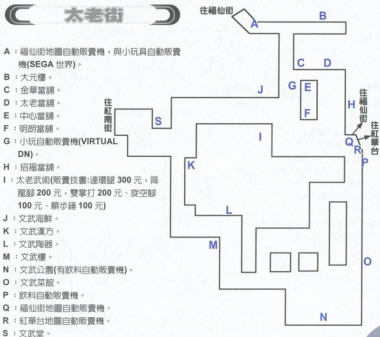 太老街
往福仙街
A：福仙街地圖自動販賣機，與小玩具自動販賣
機(SEGA 世界)。
B：大元樓。
C：金華當舖。
D：太老當舖。
E：中心當舖。
F：明朗當舖。
G：小玩自動販賣機(VIRTUAL
DN)。
H：招福當舖。
I：太老武術(販賣技書:連環腿 300 元，降
龍腳 200 元，雙掌打 200 元、旋空腳
100 元、順步錘 100 元)
J：文武海鮮。
K：文武漢方。
L：文武陶器。
M：文武樓。
N：文武公園(有飲料自動販賣機)。
O：文武菜館。
P：飲料自動販賣機。
Q：福仙街地圖自動販賣機。
R：紅華台地圖自動販賣機。
S：文武堂。
A
B
C
D
G
E
F
J
H
往福仙街
往紅華台
往紅南街
S
I
Q
R
P
K
L
M
O
N